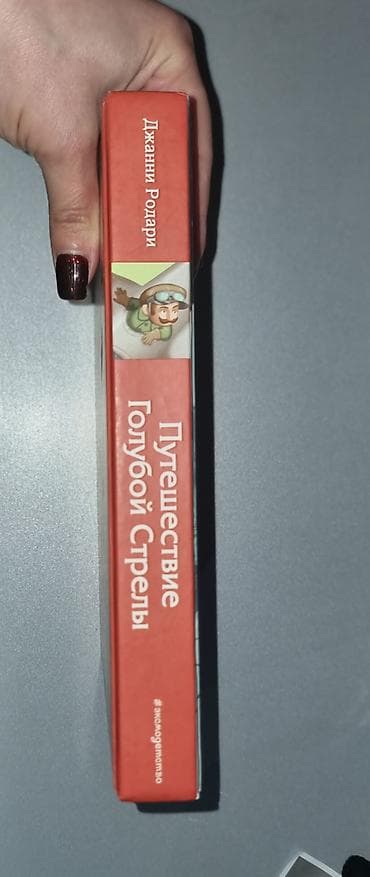 Джанни Родари
Путешествие
Голубой Стрелы
#эксмодетство